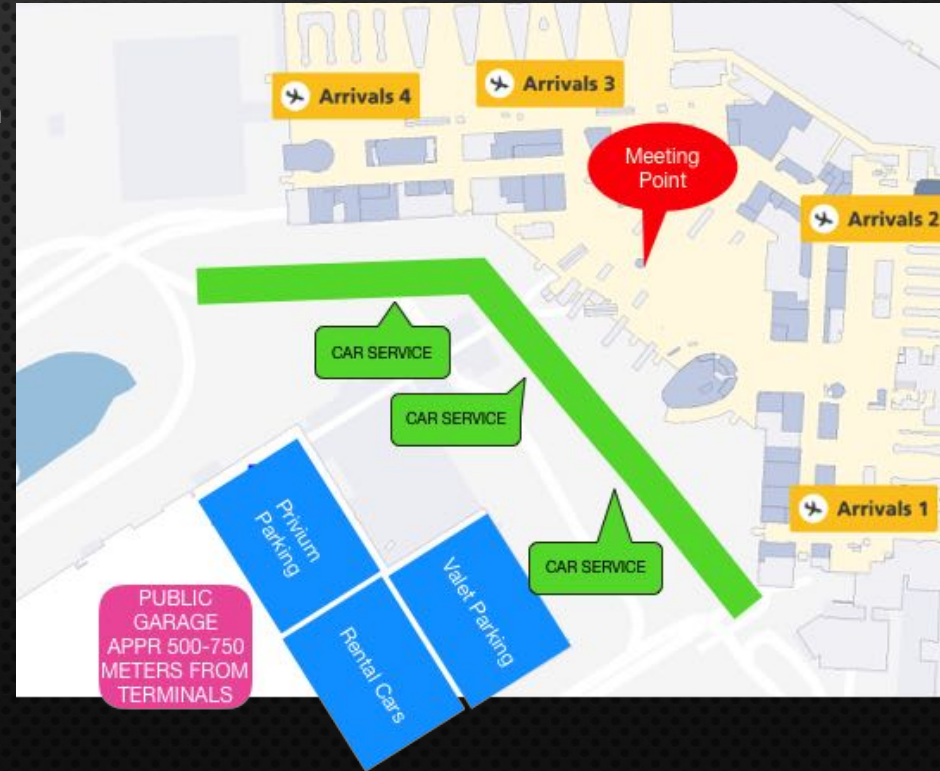 Arrivals 4
Arrivals 3
Meeting
Point
Arrivals 2
CAR SERVICE
CAR SERVICE
Arrivals 1
CAR SERVICE
Privium
Parking
Valet Parking
Rental Cars
PUBLIC
GARAGE
APPR 500-750
METERS FROM
TERMINALS